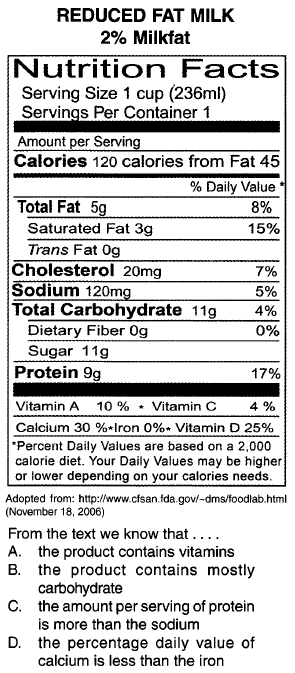 REDUCED FAT MILK
2% Milkfat
Nutrition Facts
Serving Size 1 cup (236ml)
Servings Per Container 1
Amount per Serving
Calories 120 calories from Fat 45
% Daily Value *
Total Fat 5g 8%
Saturated Fat 3g 15%
Trans Fat 0g
Cholesterol 20mg 7%
Sodium 120mg 5%
Total Carbohydrate 11g 4%
Dietary Fiber 0g 0%
Sugar 11g
Protein 9g 17%
Vitamin A 10 % * Vitamin C 4 %
Calcium 30 %*Iron 0%* Vitamin D 25%
*Percent Daily Values are based on a 2,000
calorie diet. Your Daily Values may be higher
or lower depending on your calories needs.
Adopted from: http://www.cfsan.fda.gov/~dms/foodlab.html
(November 18, 2006)
From the text we know that . . . .
A. the product contains vitamins
B. the product contains mostly
carbohydrate
C. the amount per serving of protein
is more than the sodium
D. the percentage daily value of
calcium is less than the iron